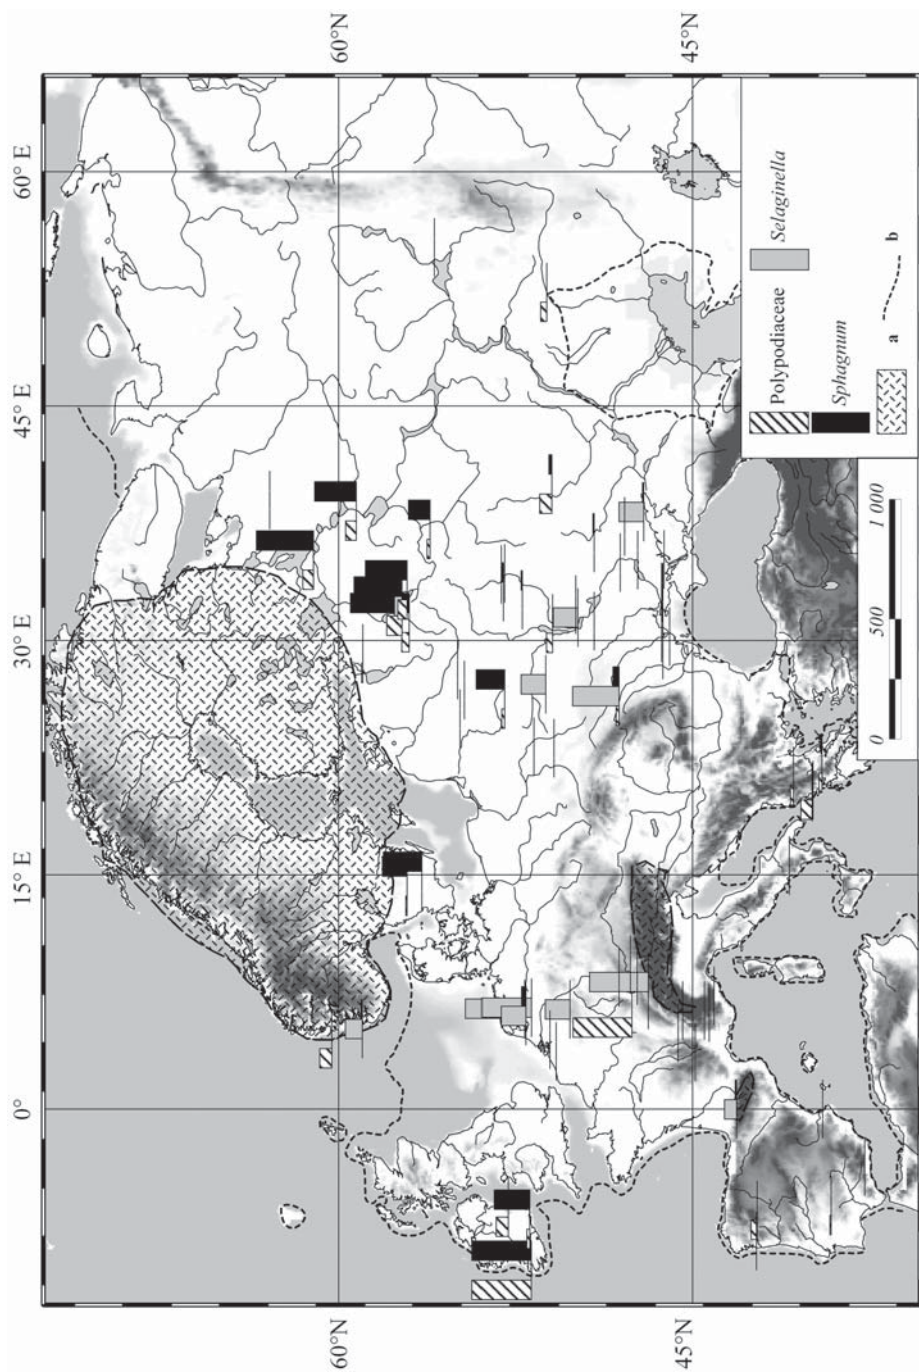 60°N
45°N
60° E
45° E
30° E
15° E
0°
60°N
45°N
Polypodiaceae
Selaginella
Sphagnum
a
b
0
500
1 000